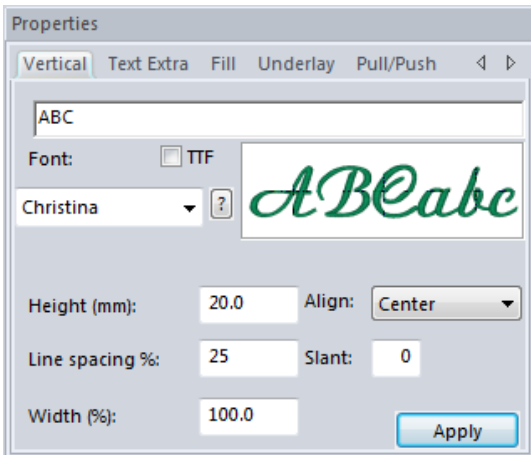 Properties
Vertical Text Extra Fill Underlay Pull/Push
ABC
Font: TTF
Christina ? ABCabc
Height (mm): 20.0 Align: Center
Line spacing %: 25 Slant: 0
Width (%): 100.0
Apply